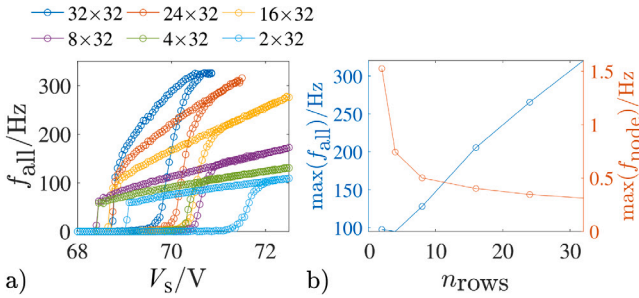 32×32 24×32 16×32
8×32 4×32 2×32
f_all/Hz
300
200
100
0
68 70 72
V_s/V
a)
max(f_all)/Hz
300
250
200
150
100
0 10 20 30
n_rows
b)
1.5
1
0.5
0
max(f_node)/Hz